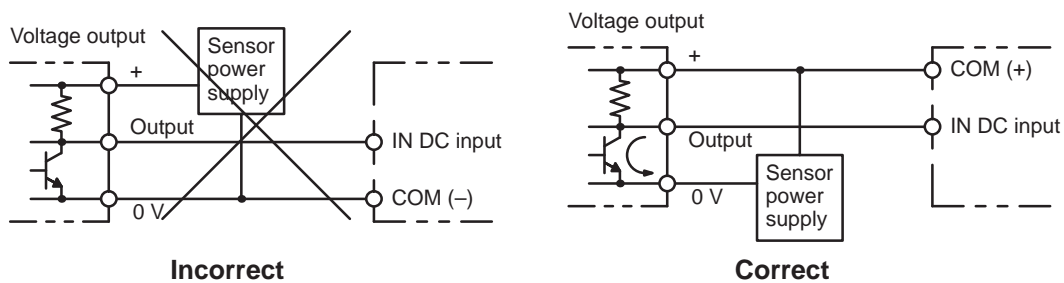 Voltage output
Sensor
power
supply
+
Output
IN DC input
0 V
COM (–)
Incorrect
Voltage output
+
COM (+)
IN DC input
Output
Sensor
power
supply
0 V
Correct